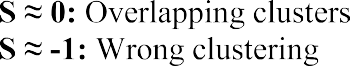 S ≈ 0: Overlapping clusters
S ≈ -1: Wrong clustering